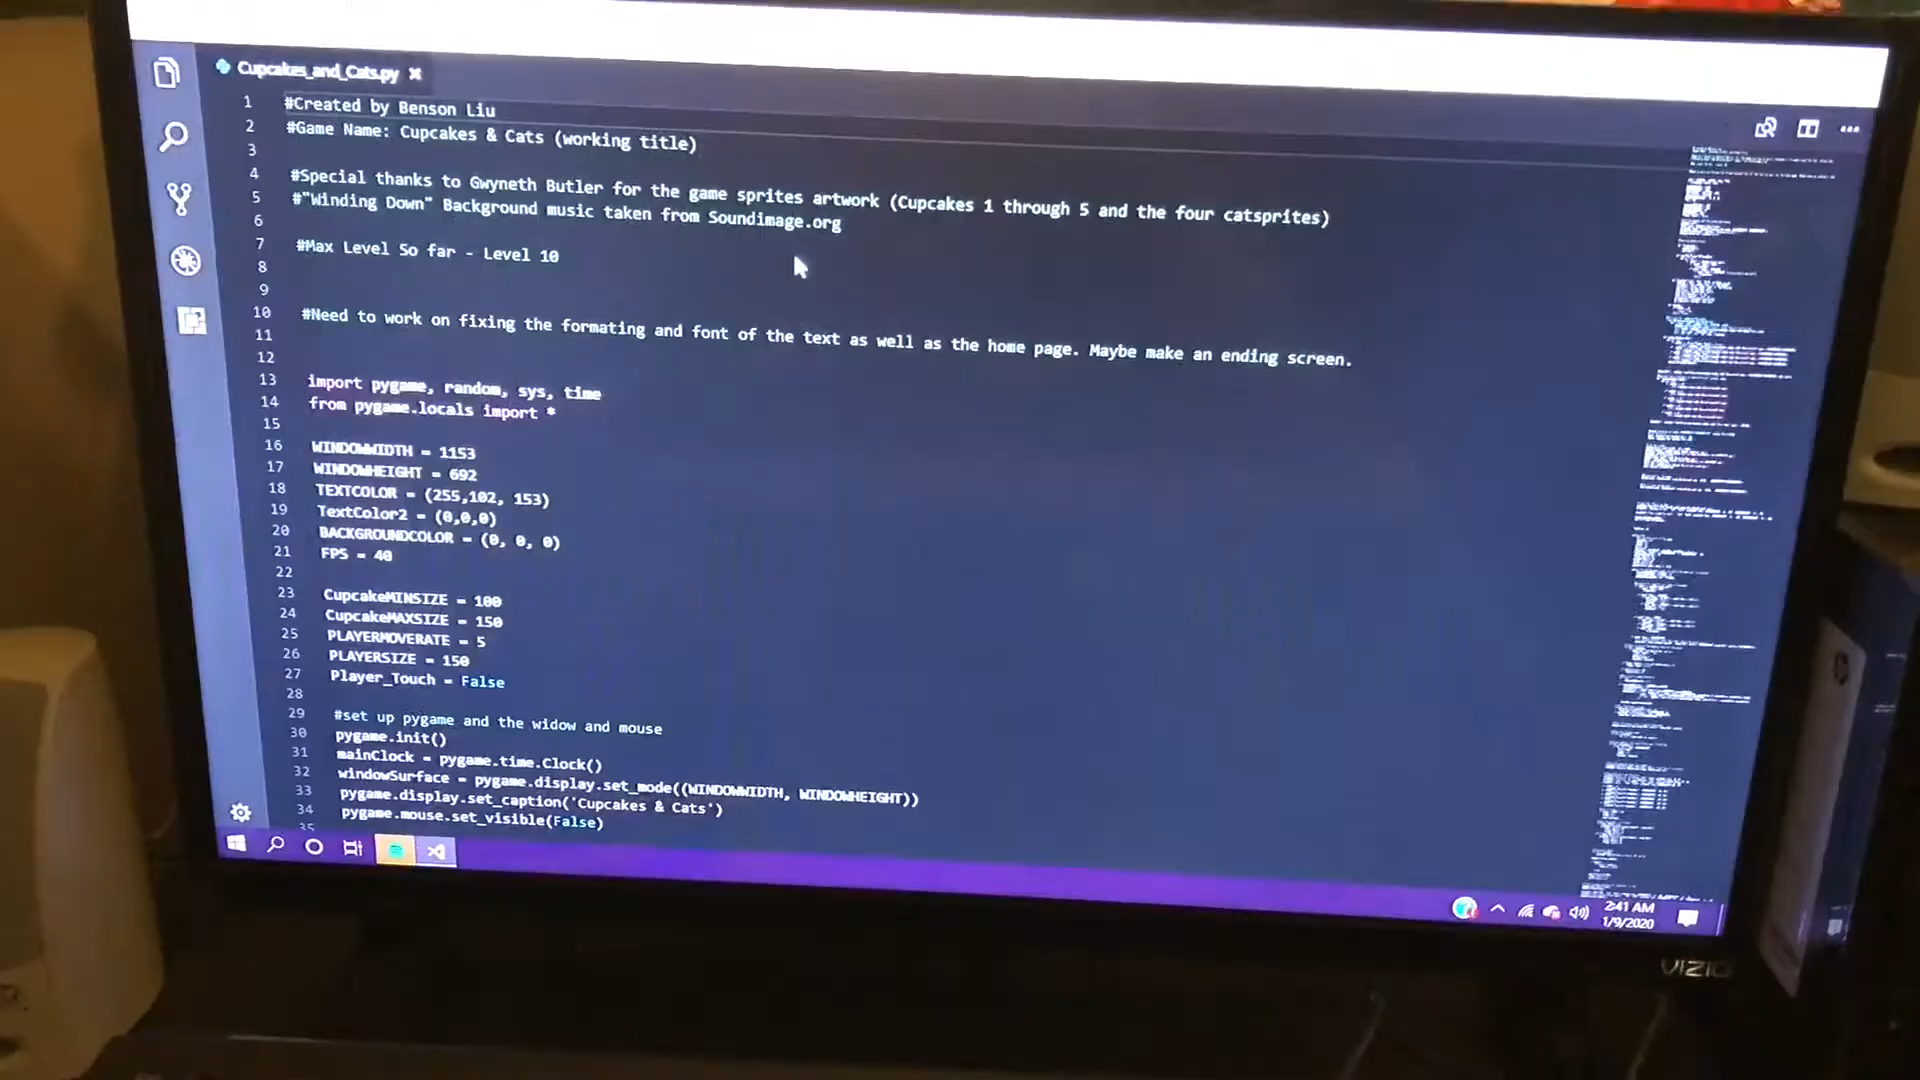 Cupcakes_and_Cats.py
1 #Created by Benson Liu
2 #Game Name: Cupcakes & Cats (working title)
3
4 #Special thanks to Gwyneth Butler for the game sprites artwork (Cupcakes 1 through 5 and the four catsprites)
5 #"Winding Down" Background music taken from Soundimage.org
6
7 #Max Level So far - Level 10
8
9
10 #Need to work on fixing the formating and font of the text as well as the home page. Maybe make an ending screen.
11
12
13 import pygame, random, sys, time
14 from pygame.locals import *
15
16 WINDOWWIDTH = 1153
17 WINDOWHEIGHT = 692
18 TEXTCOLOR = (255,102, 153)
19 TextColor2 = (0,0,0)
20 BACKGROUNDCOLOR = (0, 0, 0)
21 FPS = 40
22
23 CupcakeMINSIZE = 100
24 CupcakeMAXSIZE = 150
25 PLAYERMOVERATE = 5
26 PLAYERSIZE = 150
27 Player_Touch = False
28
29 #set up pygame and the widow and mouse
30 pygame.init()
31 mainClock = pygame.time.Clock()
32 windowSurface = pygame.display.set_mode((WINDOWWIDTH, WINDOWHEIGHT))
33 pygame.display.set_caption('Cupcakes & Cats')
34 pygame.mouse.set_visible(False)
35
2:41 AM
1/9/2020
VIZIO
hp